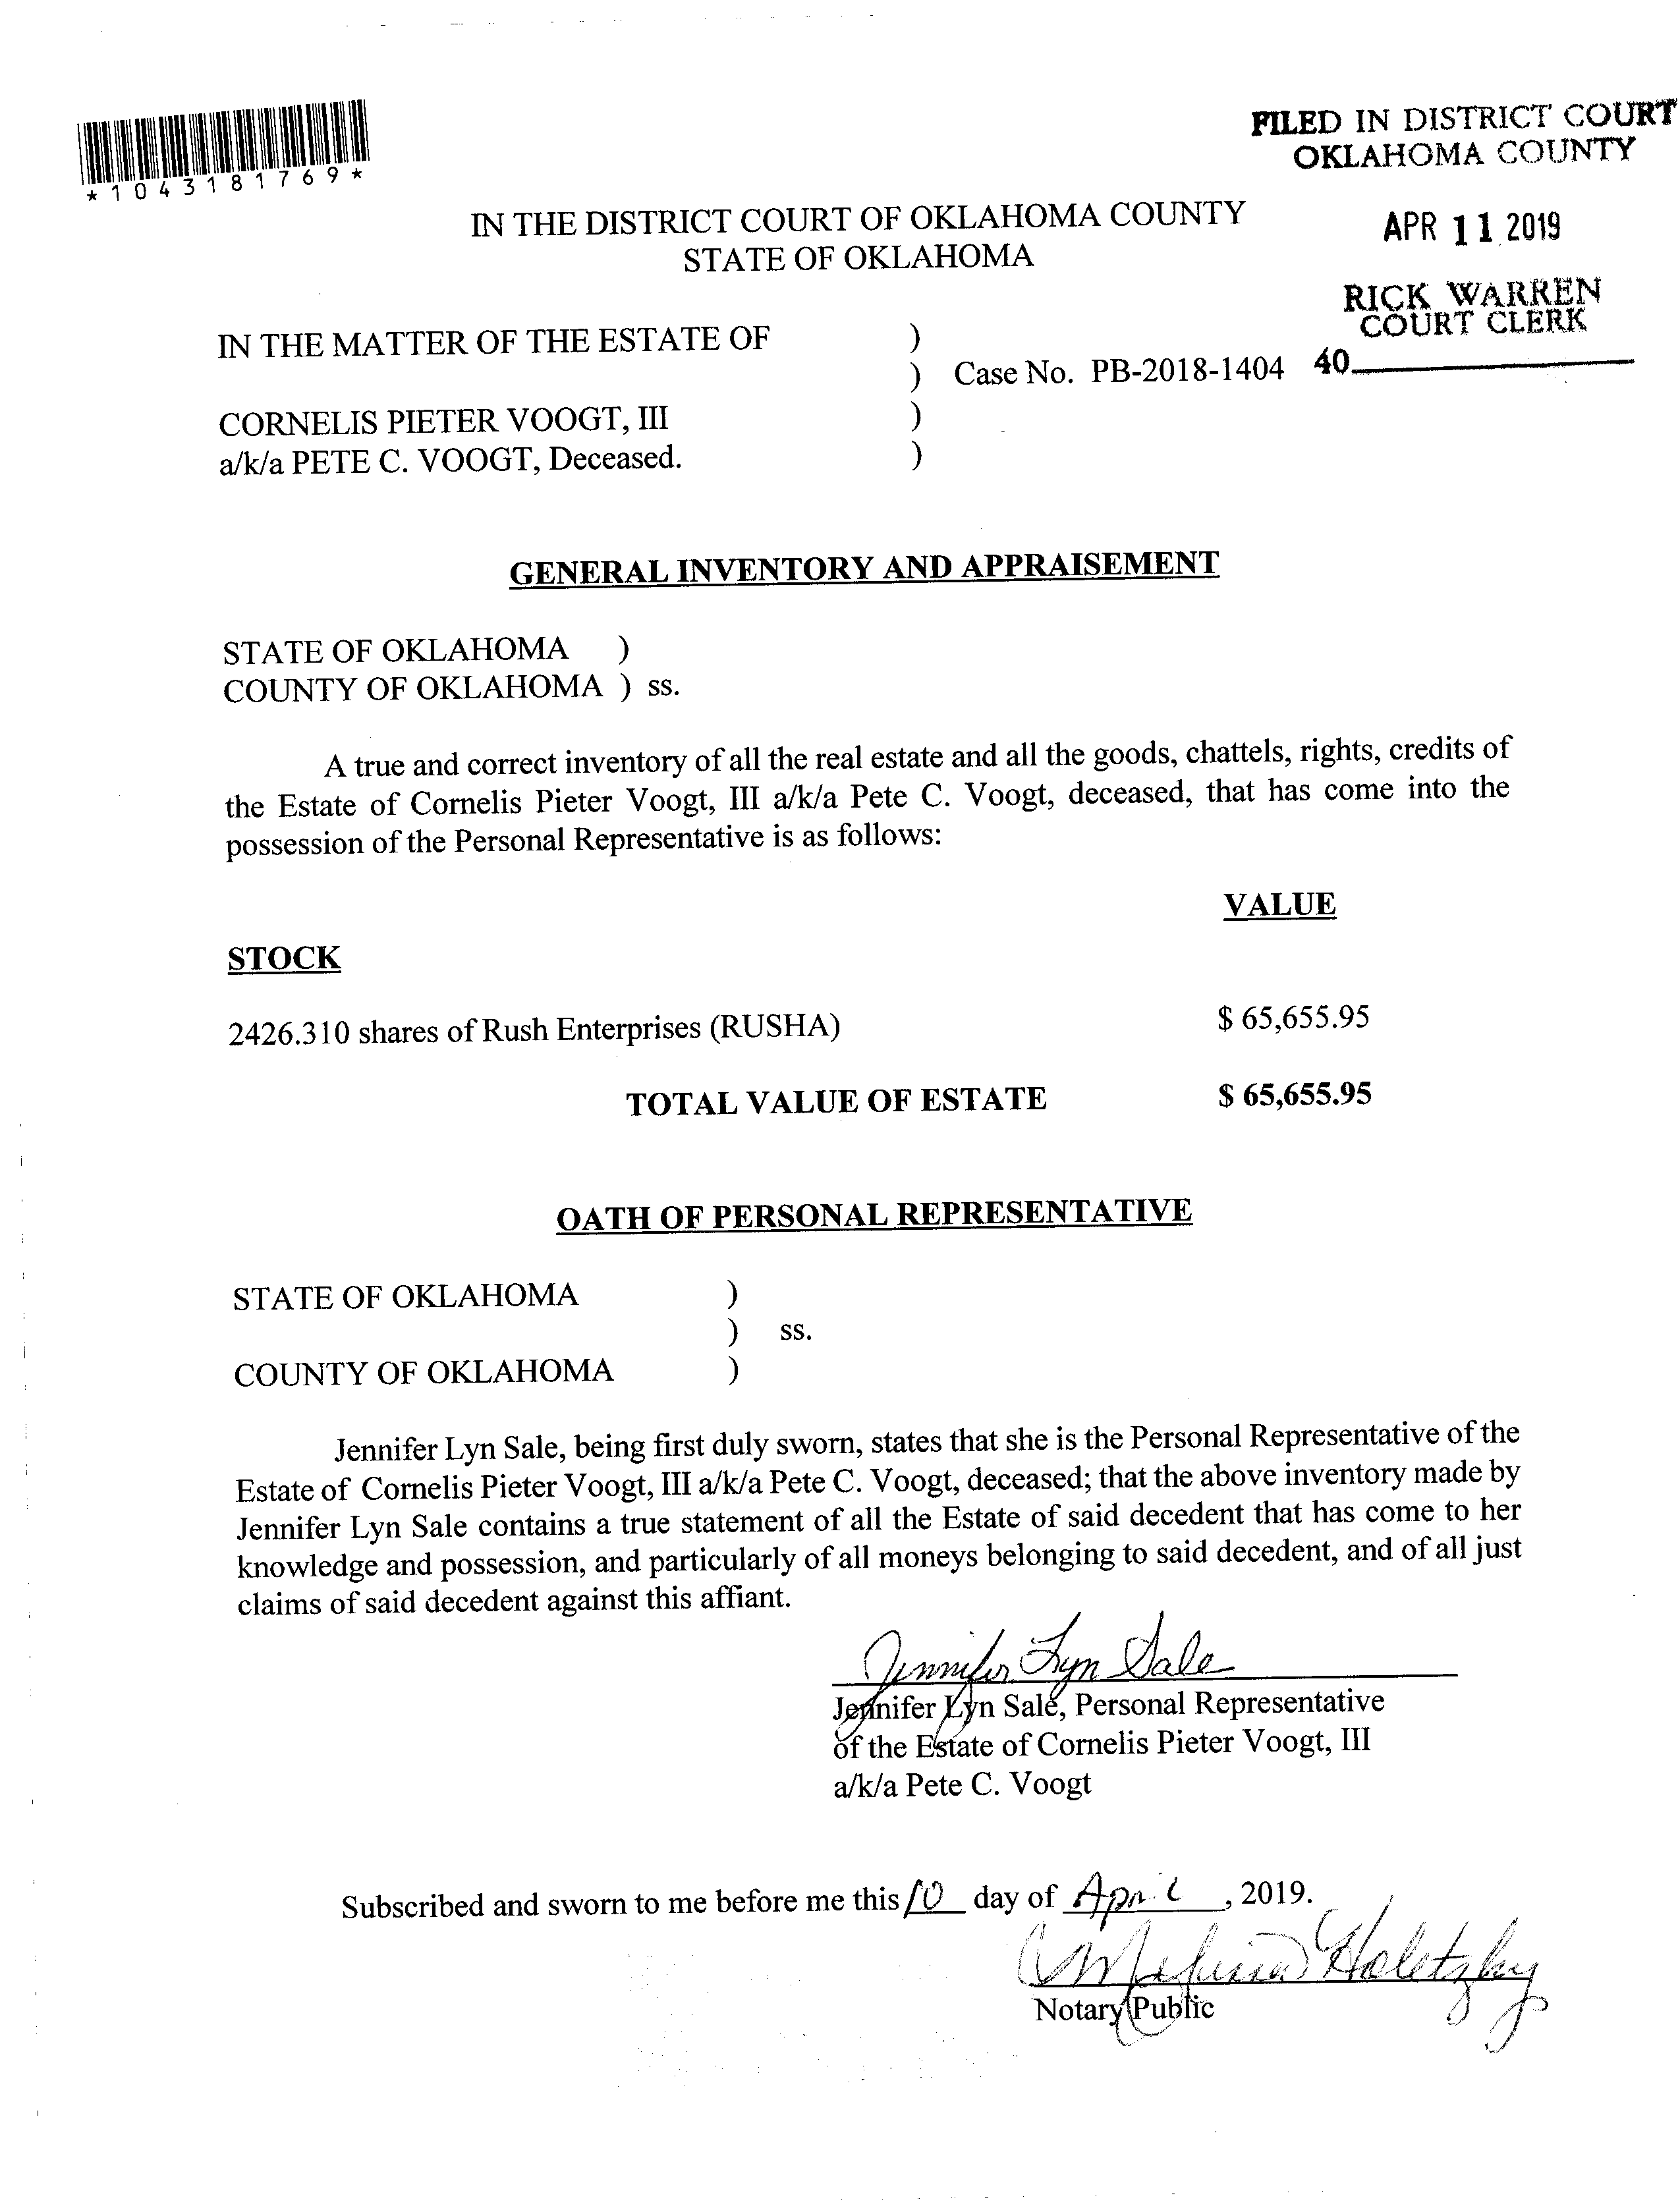 *1043181769*
FILED IN DISTRICT COURT
OKLAHOMA COUNTY
IN THE DISTRICT COURT OF OKLAHOMA COUNTY
STATE OF OKLAHOMA
APR 11 2019
RICK WARREN
COURT CLERK
40
IN THE MATTER OF THE ESTATE OF )
) Case No. PB-2018-1404
CORNELIS PIETER VOOGT, III )
a/k/a PETE C. VOOGT, Deceased. )
GENERAL INVENTORY AND APPRAISEMENT
STATE OF OKLAHOMA )
COUNTY OF OKLAHOMA ) ss.
A true and correct inventory of all the real estate and all the goods, chattels, rights, credits of
the Estate of Cornelis Pieter Voogt, III a/k/a Pete C. Voogt, deceased, that has come into the
possession of the Personal Representative is as follows:
VALUE
STOCK
2426.310 shares of Rush Enterprises (RUSHA) $ 65,655.95
TOTAL VALUE OF ESTATE $ 65,655.95
OATH OF PERSONAL REPRESENTATIVE
STATE OF OKLAHOMA )
) ss.
COUNTY OF OKLAHOMA )
Jennifer Lyn Sale, being first duly sworn, states that she is the Personal Representative of the
Estate of Cornelis Pieter Voogt, III a/k/a Pete C. Voogt, deceased; that the above inventory made by
Jennifer Lyn Sale contains a true statement of all the Estate of said decedent that has come to her
knowledge and possession, and particularly of all moneys belonging to said decedent, and of all just
claims of said decedent against this affiant.
Jennifer Lyn Sale
Jennifer Lyn Sale, Personal Representative
of the Estate of Cornelis Pieter Voogt, III
a/k/a Pete C. Voogt
Subscribed and sworn to me before me this 10 day of April, 2019.
Notary Public